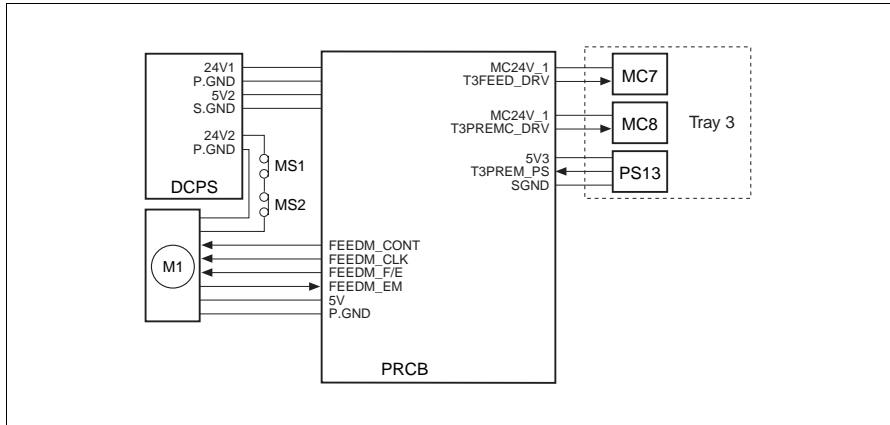 24V1
P.GND
5V2
S.GND
24V2
P.GND
DCPS
MS1
MS2
M1
FEEDM_CONT
FEEDM_CLK
FEEDM_F/E
FEEDM_EM
5V
P.GND
PRCB
MC24V_1
T3FEED_DRV
MC7
MC24V_1
T3PREMC_DRV
MC8
Tray 3
5V3
T3PREM_PS
SGND
PS13